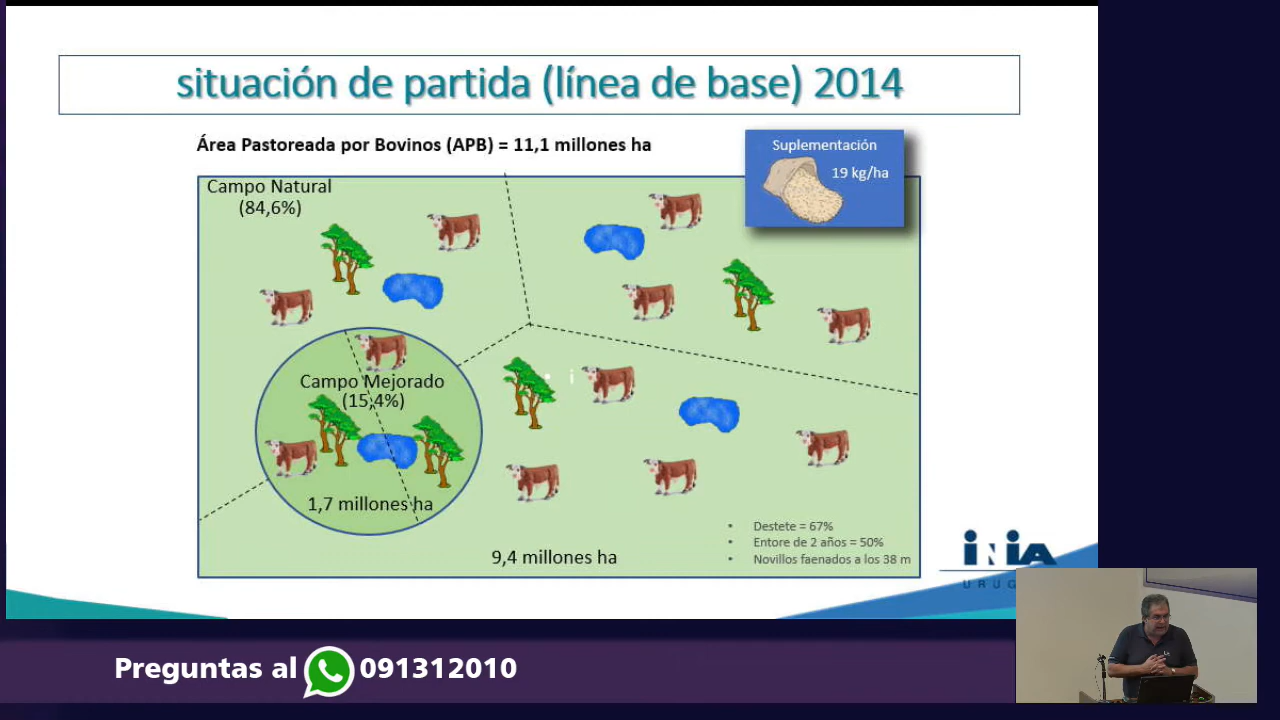 situación de partida (línea de base) 2014
Área Pastoreada por Bovinos (APB) = 11,1 millones ha
Suplementación
19 kg/ha
Campo Natural
(84,6%)
Campo Mejorado
(15,4%)
1,7 millones ha
9,4 millones ha
• Destete = 67%
• Entore de 2 años = 50%
• Novillos faenados a los 38 m
iNiA
URUG
Preguntas al 091312010